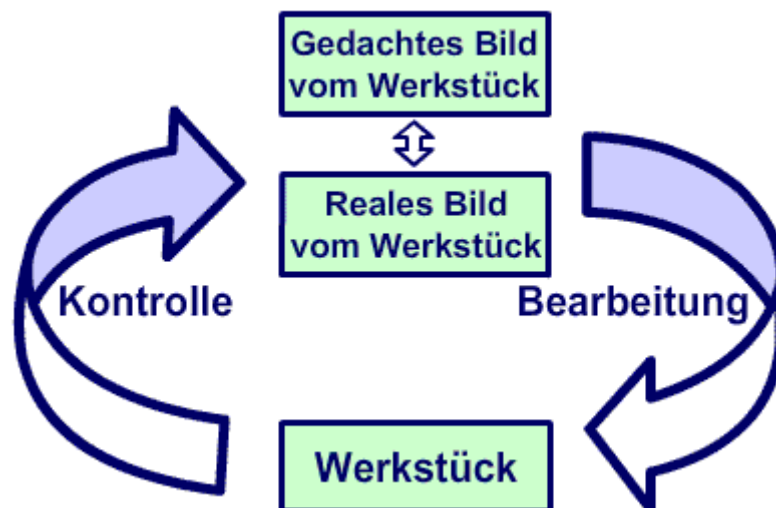 Gedachtes Bild
vom Werkstück
Reales Bild
vom Werkstück
Kontrolle
Bearbeitung
Werkstück